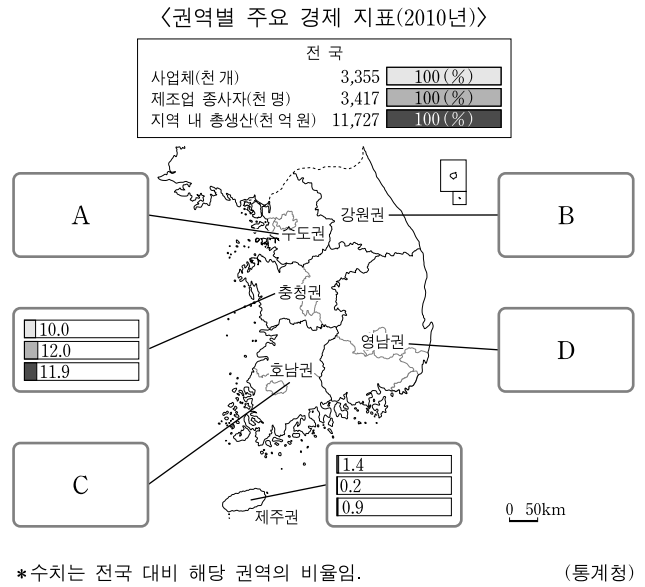 〈권역별 주요 경제 지표(2010년)〉
전 국
사업체(천 개) 3,355 100(%)
제조업 종사자(천 명) 3,417 100(%)
지역 내 총생산(천 억 원) 11,727 100(%)
A
강원권
B
수도권
충청권
10.0
12.0
11.9
영남권
D
호남권
C
1.4
0.2
0.9
제주권
0 50km
*수치는 전국 대비 해당 권역의 비율임. (통계청)